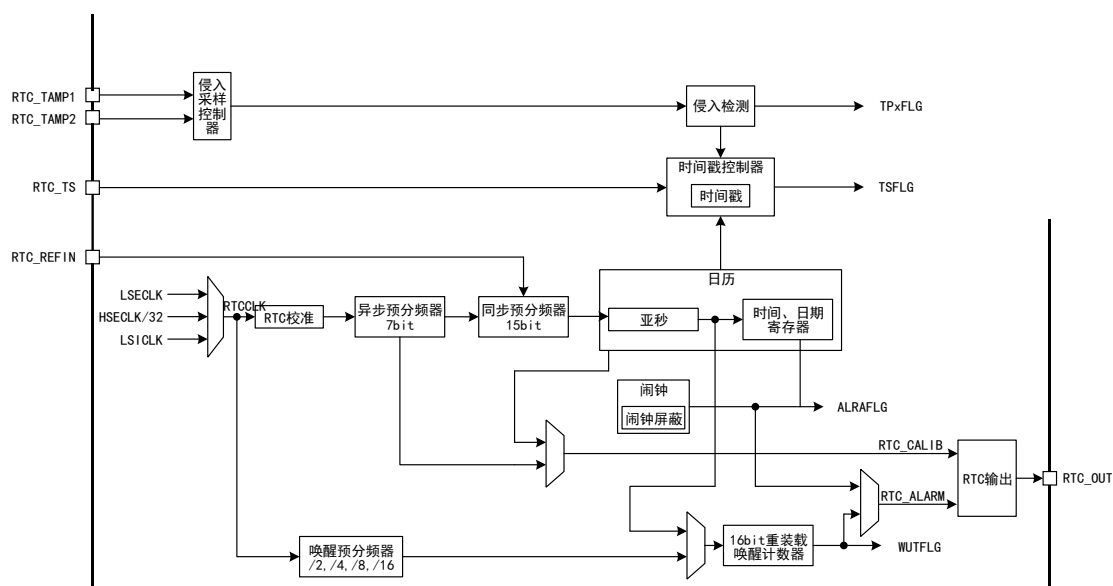 RTC_TAMP1
RTC_TAMP2
侵入
采样
控制
器
侵入检测
TPxFLG
RTC_TS
时间戳控制器
时间戳
TSFLG
RTC_REFIN
LSECLK
HSECLK/32
LSICLK
RTCCLK
RTC校准
异步预分频器
7bit
同步预分频器
15bit
日历
亚秒
时间、日期
寄存器
闹钟
闹钟屏蔽
ALRAFLG
RTC_CALIB
RTC_ALARM
RTC输出
RTC_OUT
唤醒预分频器
/2,/4,/8,/16
16bit重装载
唤醒计数器
WUTFLG